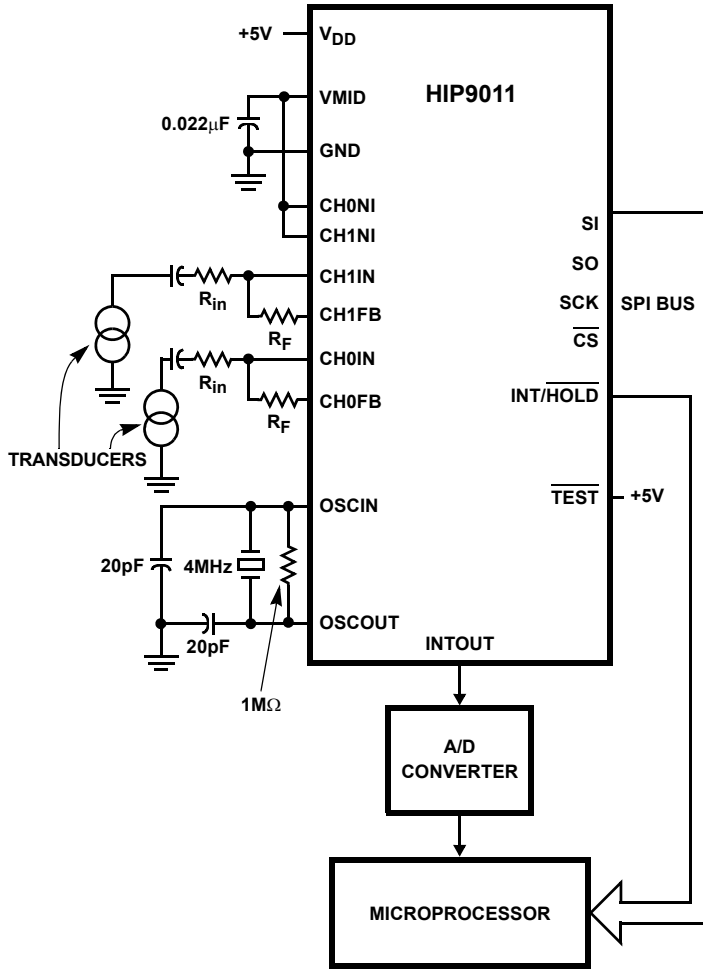 HIP9011
+5V
VDD
VMID
0.022μF
GND
CH0NI
CH1NI
CH1IN
Rin
CH1FB
RF
CH0IN
Rin
CH0FB
RF
TRANSDUCERS
OSCIN
20pF
4MHz
OSCOUT
20pF
1MΩ
SI
SO
SCK
SPI BUS
CS
INT/HOLD
TEST
+5V
INTOUT
A/D
CONVERTER
MICROPROCESSOR